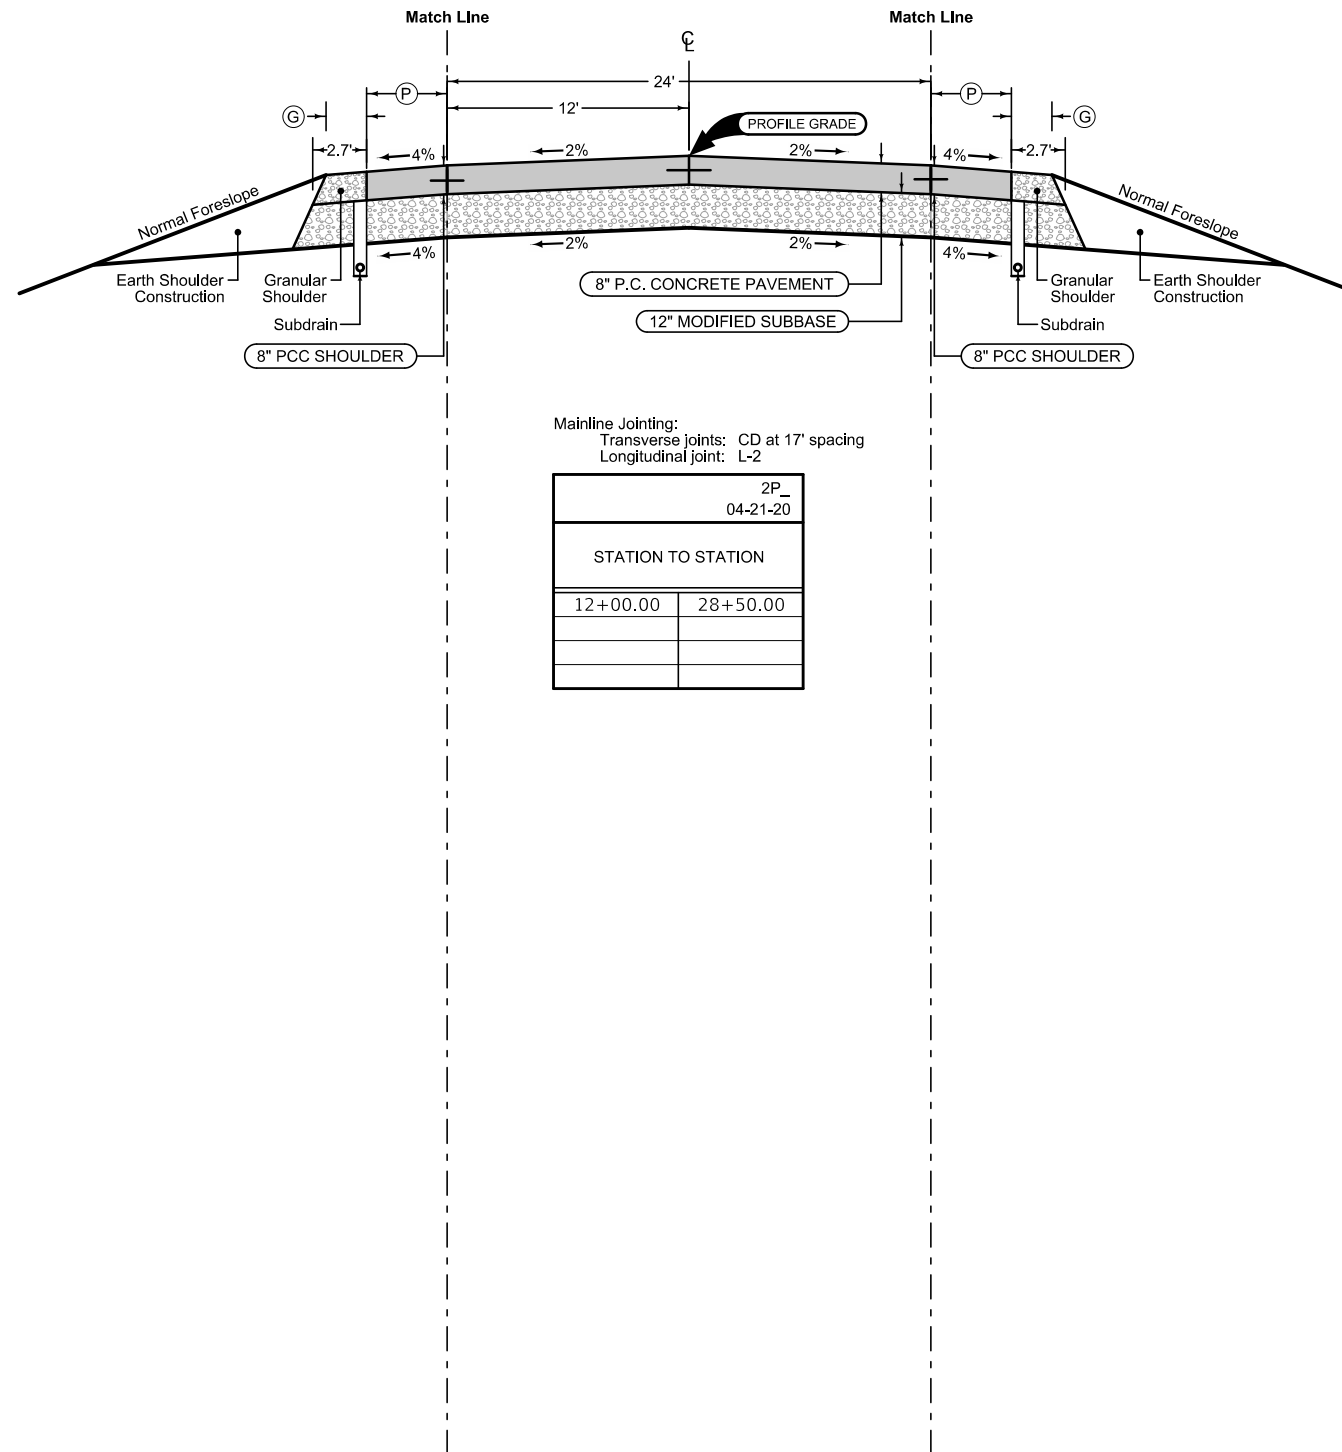 Match Line
Match Line
CL
24'
P
P
12'
G
G
PROFILE GRADE
2.7'
4%
2%
2%
4%
2.7'
Normal Foreslope
Normal Foreslope
4%
2%
2%
4%
Earth Shoulder
Construction
Granular
Shoulder
8" P.C. CONCRETE PAVEMENT
Granular
Shoulder
Earth Shoulder
Construction
Subdrain
12" MODIFIED SUBBASE
Subdrain
8" PCC SHOULDER
8" PCC SHOULDER
Mainline Jointing:
Transverse joints: CD at 17' spacing
Longitudinal joint: L-2
2P_
04-21-20
STATION TO STATION
12+00.00 28+50.00